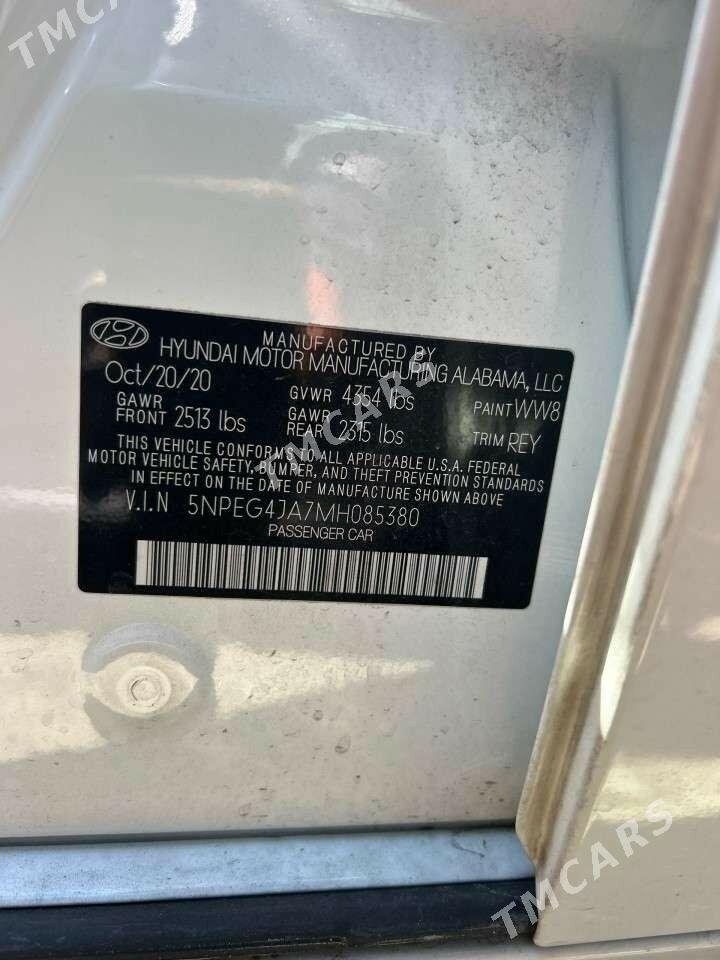 TMCARS
MANUFACTURED BY
HYUNDAI MOTOR MANUFACTURING ALABAMA, LLC
Oct/20/20 GVWR 4354 lbs PAINT WW8
GAWR FRONT 2513 lbs GAWR REAR 2315 lbs TRIM REY
THIS VEHICLE CONFORMS TO ALL APPLICABLE U.S.A. FEDERAL
MOTOR VEHICLE SAFETY, BUMPER, AND THEFT PREVENTION STANDARDS
IN EFFECT ON THE DATE OF MANUFACTURE SHOWN ABOVE
V.I.N 5NPEG4JA7MH085380
PASSENGER CAR
TMCARS
TMCARS